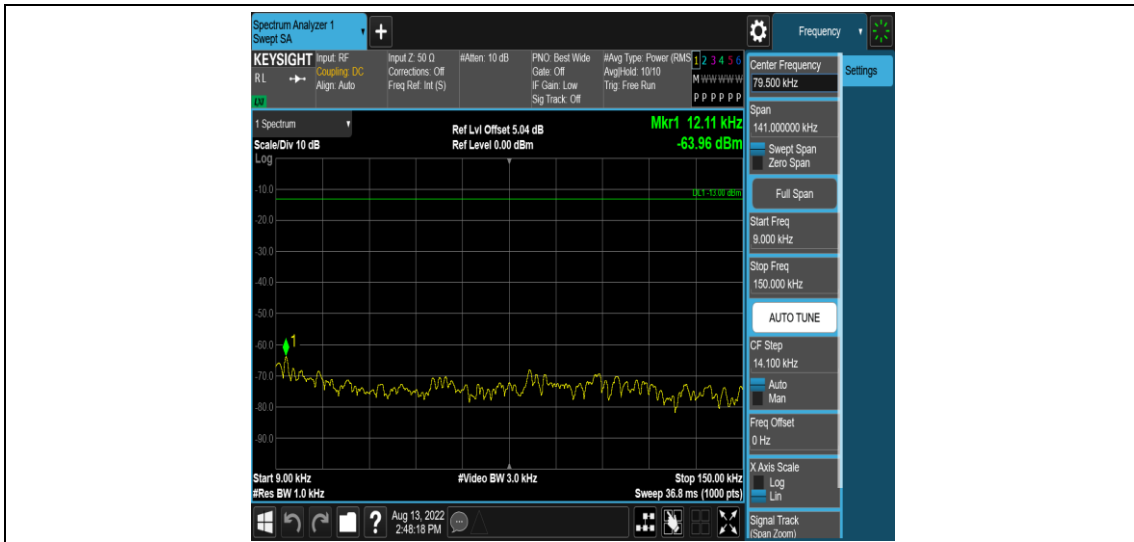 Spectrum Analyzer 1
Swept SA
+
Frequency
KEYSIGHT
RL
LM
Input: RF
Coupling: DC
Align: Auto
Input Z: 50 Ω
Corrections: Off
Freq Ref: Int (S)
#Atten: 10 dB
PNO: Best Wide
Gate: Off
IF Gain: Low
Sig Track: Off
#Avg Type: Power (RMS
Avg|Hold: 10/10
Trig: Free Run
1 2 3 4 5 6
M W W W W W
P P P P P P
Center Frequency
79.500 kHz
Settings
Span
141.000000 kHz
Swept Span
Zero Span
Full Span
Start Freq
9.000 kHz
Stop Freq
150.000 kHz
AUTO TUNE
CF Step
14.100 kHz
Auto
Man
Freq Offset
0 Hz
X Axis Scale
Log
Lin
Signal Track
(Span Zoom)
1 Spectrum
Scale/Div 10 dB
Log
Ref Lvl Offset 5.04 dB
Ref Level 0.00 dBm
Mkr1 12.11 kHz
-63.96 dBm
DL1 -13.00 dBm
-10.0
-20.0
-30.0
-40.0
-50.0
-60.0
-70.0
-80.0
-90.0
1
Start 9.00 kHz
#Res BW 1.0 kHz
#Video BW 3.0 kHz
Stop 150.00 kHz
Sweep 36.8 ms (1000 pts)
?
Aug 13, 2022
2:48:18 PM